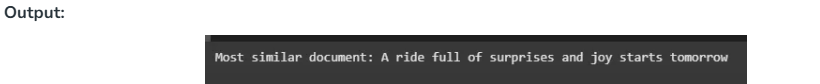 Output:
Most similar document: A ride full of surprises and joy starts tomorrow